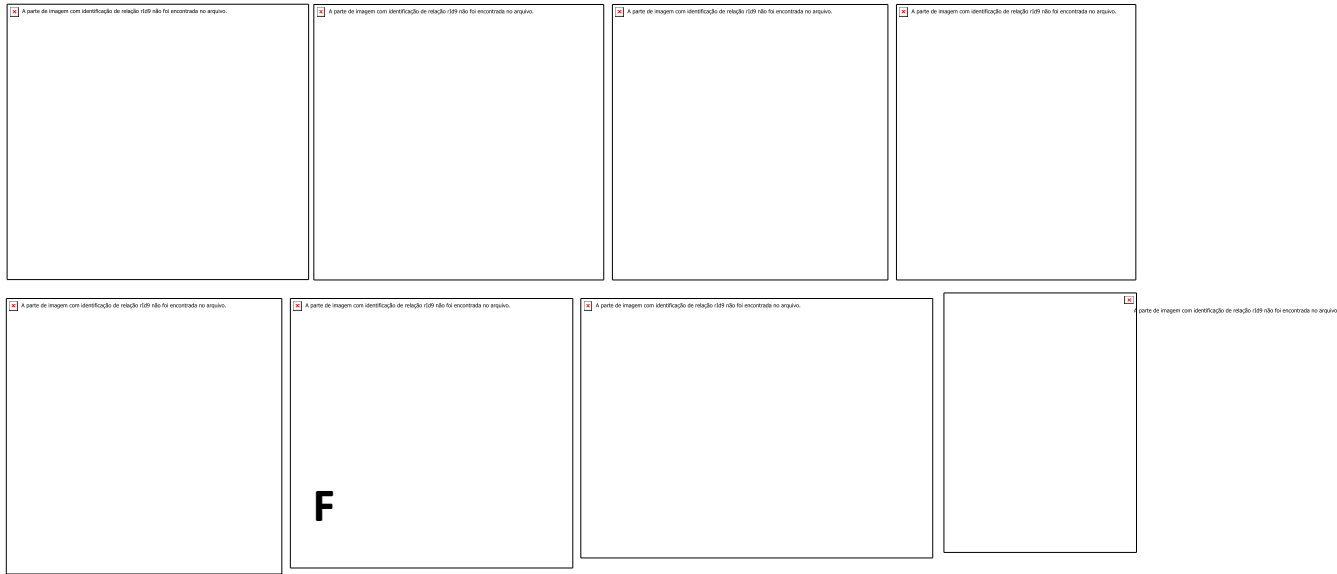 A parte de imagem com identificação de relação rId9 não foi encontrada no arquivo.
A parte de imagem com identificação de relação rId9 não foi encontrada no arquivo.
A parte de imagem com identificação de relação rId9 não foi encontrada no arquivo.
A parte de imagem com identificação de relação rId9 não foi encontrada no arquivo.
A parte de imagem com identificação de relação rId9 não foi encontrada no arquivo.
A parte de imagem com identificação de relação rId9 não foi encontrada no arquivo.
A parte de imagem com identificação de relação rId9 não foi encontrada no arquivo.
A parte de imagem com identificação de relação rId9 não foi encontrada no arquivo
F